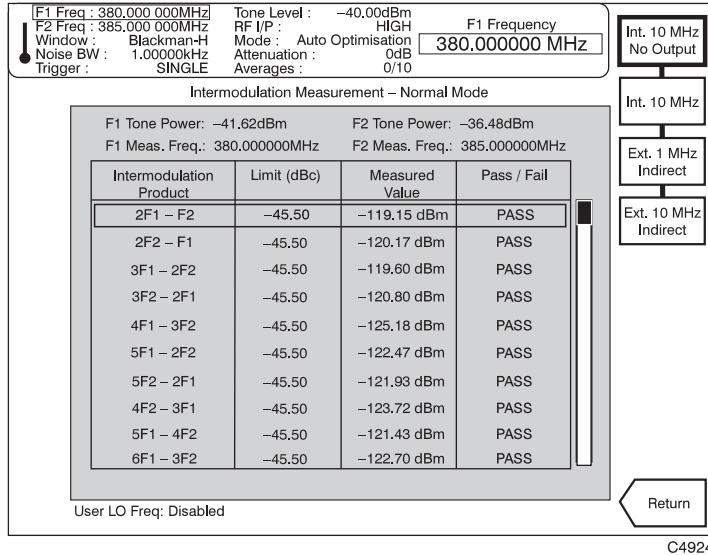 F1 Freq : 380.000 000MHz
F2 Freq : 385.000 000MHz
Window : Blackman-H
Noise BW : 1.00000kHz
Trigger : SINGLE
Tone Level : –40.00dBm
RF I/P : HIGH
Mode : Auto Optimisation
Attenuation : 0dB
Averages : 0/10
F1 Frequency
380.000000 MHz
Int. 10 MHz
No Output
Int. 10 MHz
Ext. 1 MHz
Indirect
Ext. 10 MHz
Indirect
Return
Intermodulation Measurement – Normal Mode
F1 Tone Power: –41.62dBm F2 Tone Power: –36.48dBm
F1 Meas. Freq.: 380.000000MHz F2 Meas. Freq.: 385.000000MHz
Intermodulation Product Limit (dBc) Measured Value Pass / Fail
2F1 – F2 –45.50 –119.15 dBm PASS
2F2 – F1 –45.50 –120.17 dBm PASS
3F1 – 2F2 –45.50 –119.60 dBm PASS
3F2 – 2F1 –45.50 –120.80 dBm PASS
4F1 – 3F2 –45.50 –125.18 dBm PASS
5F1 – 2F2 –45.50 –122.47 dBm PASS
5F2 – 2F1 –45.50 –121.93 dBm PASS
4F2 – 3F1 –45.50 –123.72 dBm PASS
5F1 – 4F2 –45.50 –121.43 dBm PASS
6F1 – 3F2 –45.50 –122.70 dBm PASS
User LO Freq: Disabled
C4924